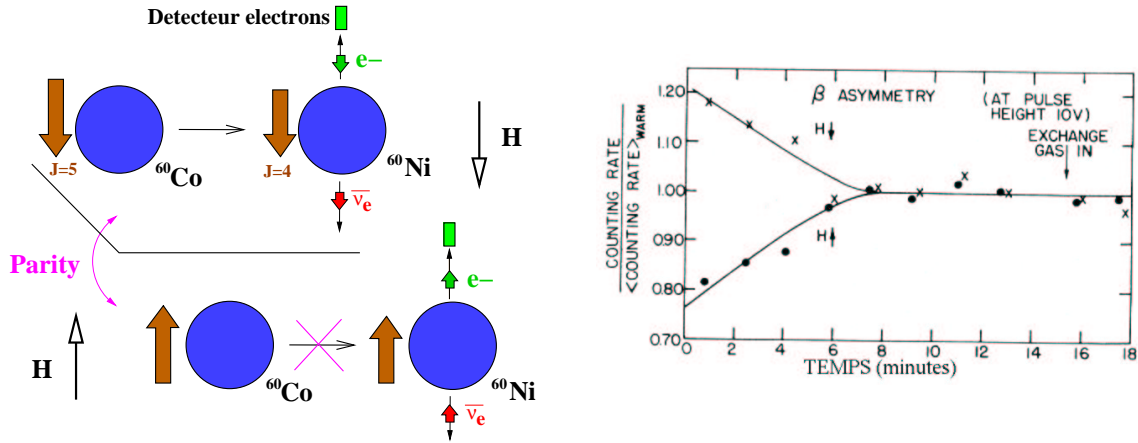 Detecteur electrons
e−
H
J=5
⁶⁰Co
J=4
⁶⁰Ni
ν̅e
Parity
e−
H
⁶⁰Co
⁶⁰Ni
ν̅e
COUNTING RATE
<COUNTING RATE>WARM
1.20
1.10
1.00
0.90
0.80
0.70
β ASYMMETRY
(AT PULSE
HEIGHT 10V)
H
EXCHANGE
GAS IN
H
0 2 4 6 8 10 12 14 16 18
TEMPS (minutes)